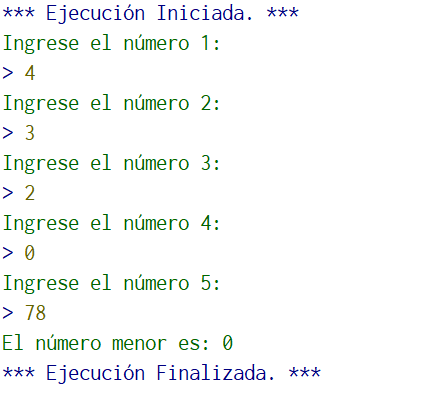 *** Ejecución Iniciada. ***
Ingrese el número 1:
> 4
Ingrese el número 2:
> 3
Ingrese el número 3:
> 2
Ingrese el número 4:
> 0
Ingrese el número 5:
> 78
El número menor es: 0
*** Ejecución Finalizada. ***